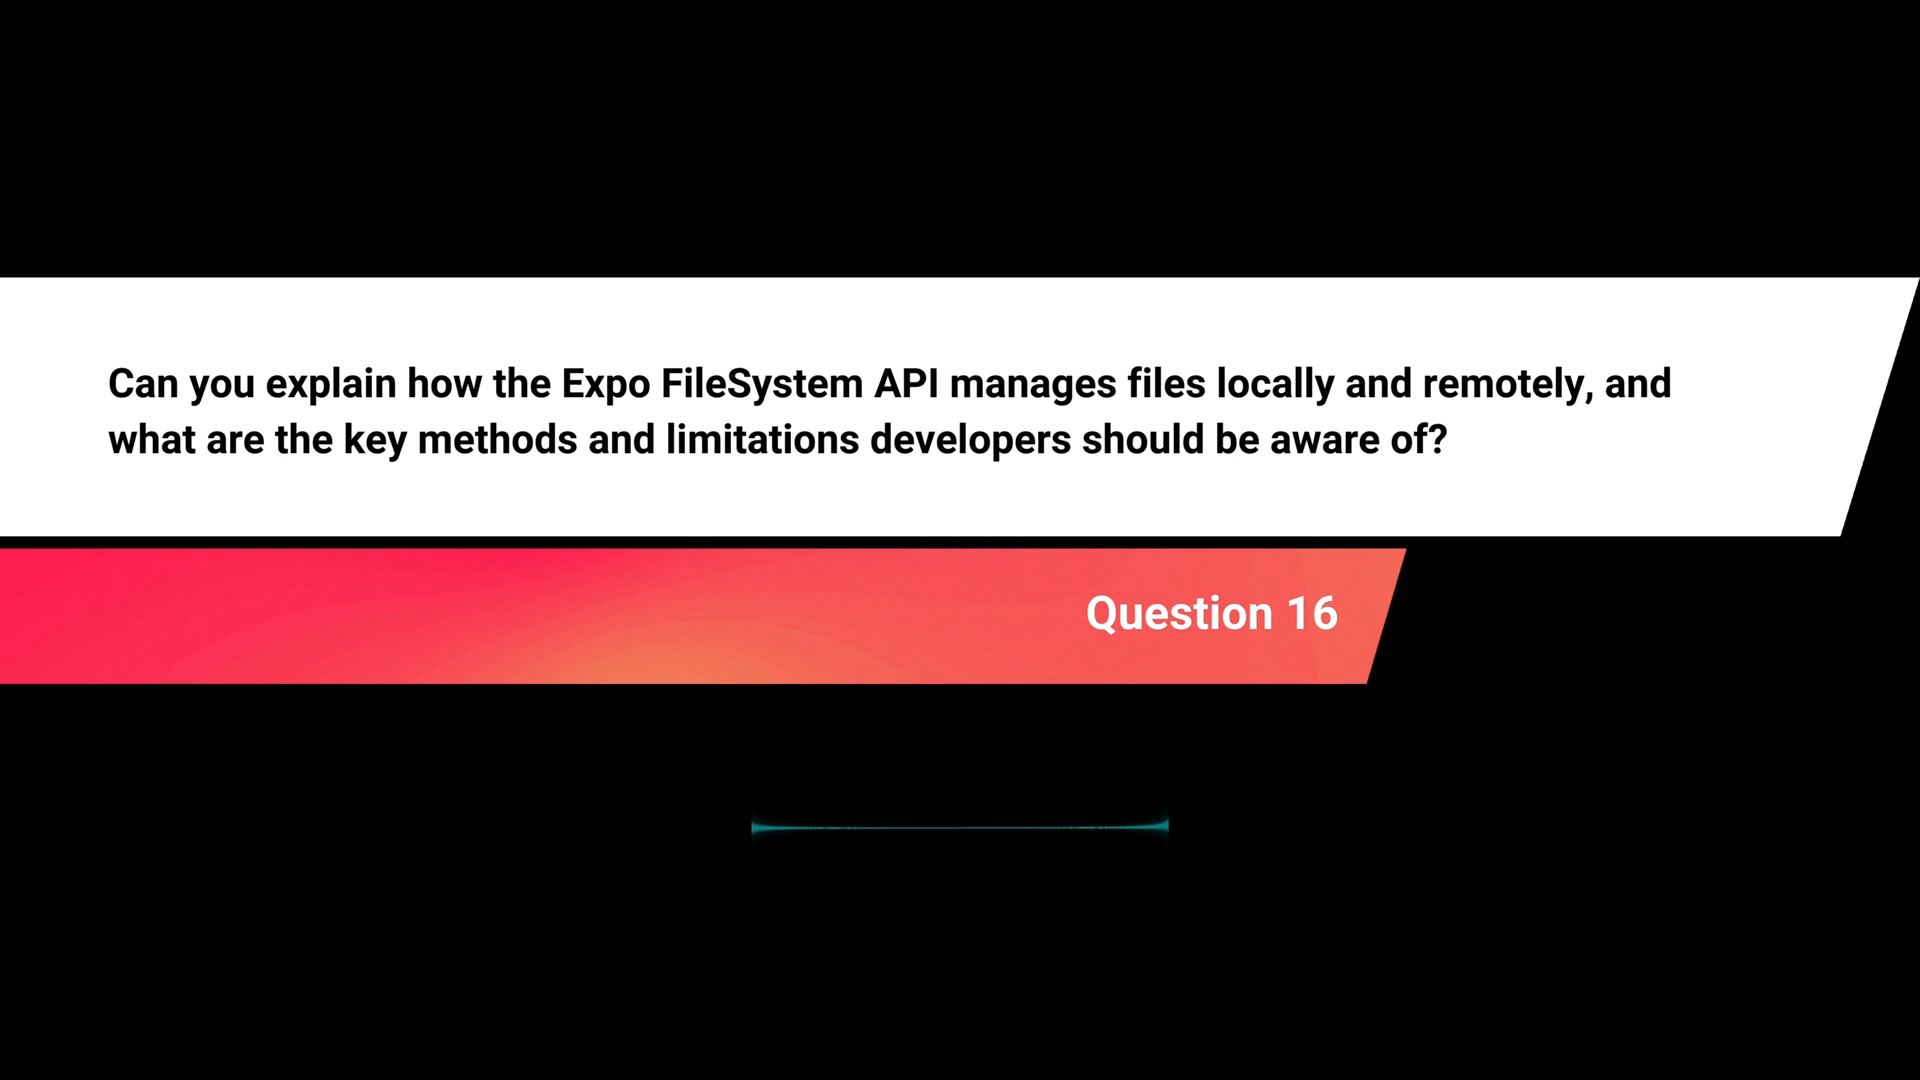 Can you explain how the Expo FileSystem API manages files locally and remotely, and
what are the key methods and limitations developers should be aware of?
Question 16